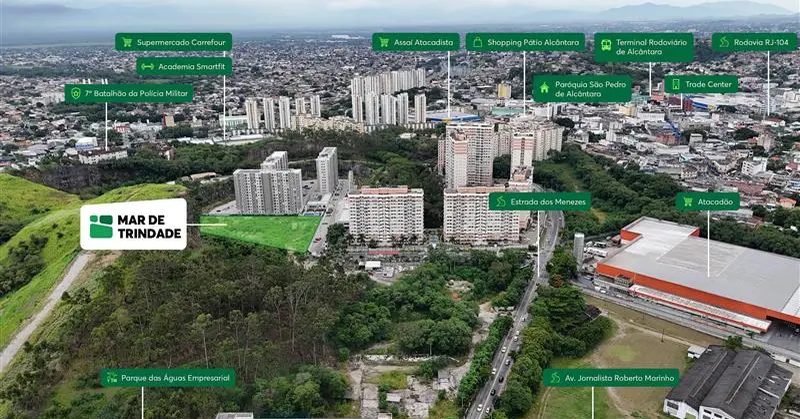 Supermercado Carrefour
Assaí Atacadista
Shopping Pátio Alcântara
Terminal Rodoviário
de Alcântara
Rodovia RJ-104
Academia Smartfit
7º Batalhão da Polícia Militar
Paróquia São Pedro
de Alcântara
Trade Center
MAR DE
TRINDADE
Estrada dos Menezes
Atacadão
Parque das Águas Empresarial
Av. Jornalista Roberto Marinho